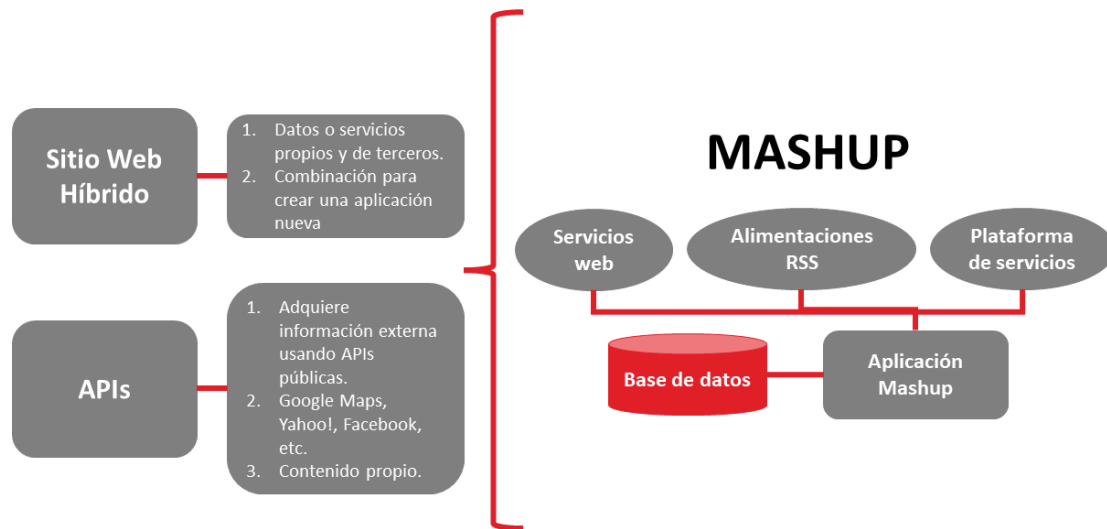 Sitio Web
Híbrido
1. Datos o servicios
propios y de terceros.
2. Combinación para
crear una aplicación
nueva
APIs
1. Adquiere
información externa
usando APIs
públicas.
2. Google Maps,
Yahoo!, Facebook,
etc.
3. Contenido propio.
MASHUP
Servicios
web
Alimentaciones
RSS
Plataforma
de servicios
Base de datos
Aplicación
Mashup